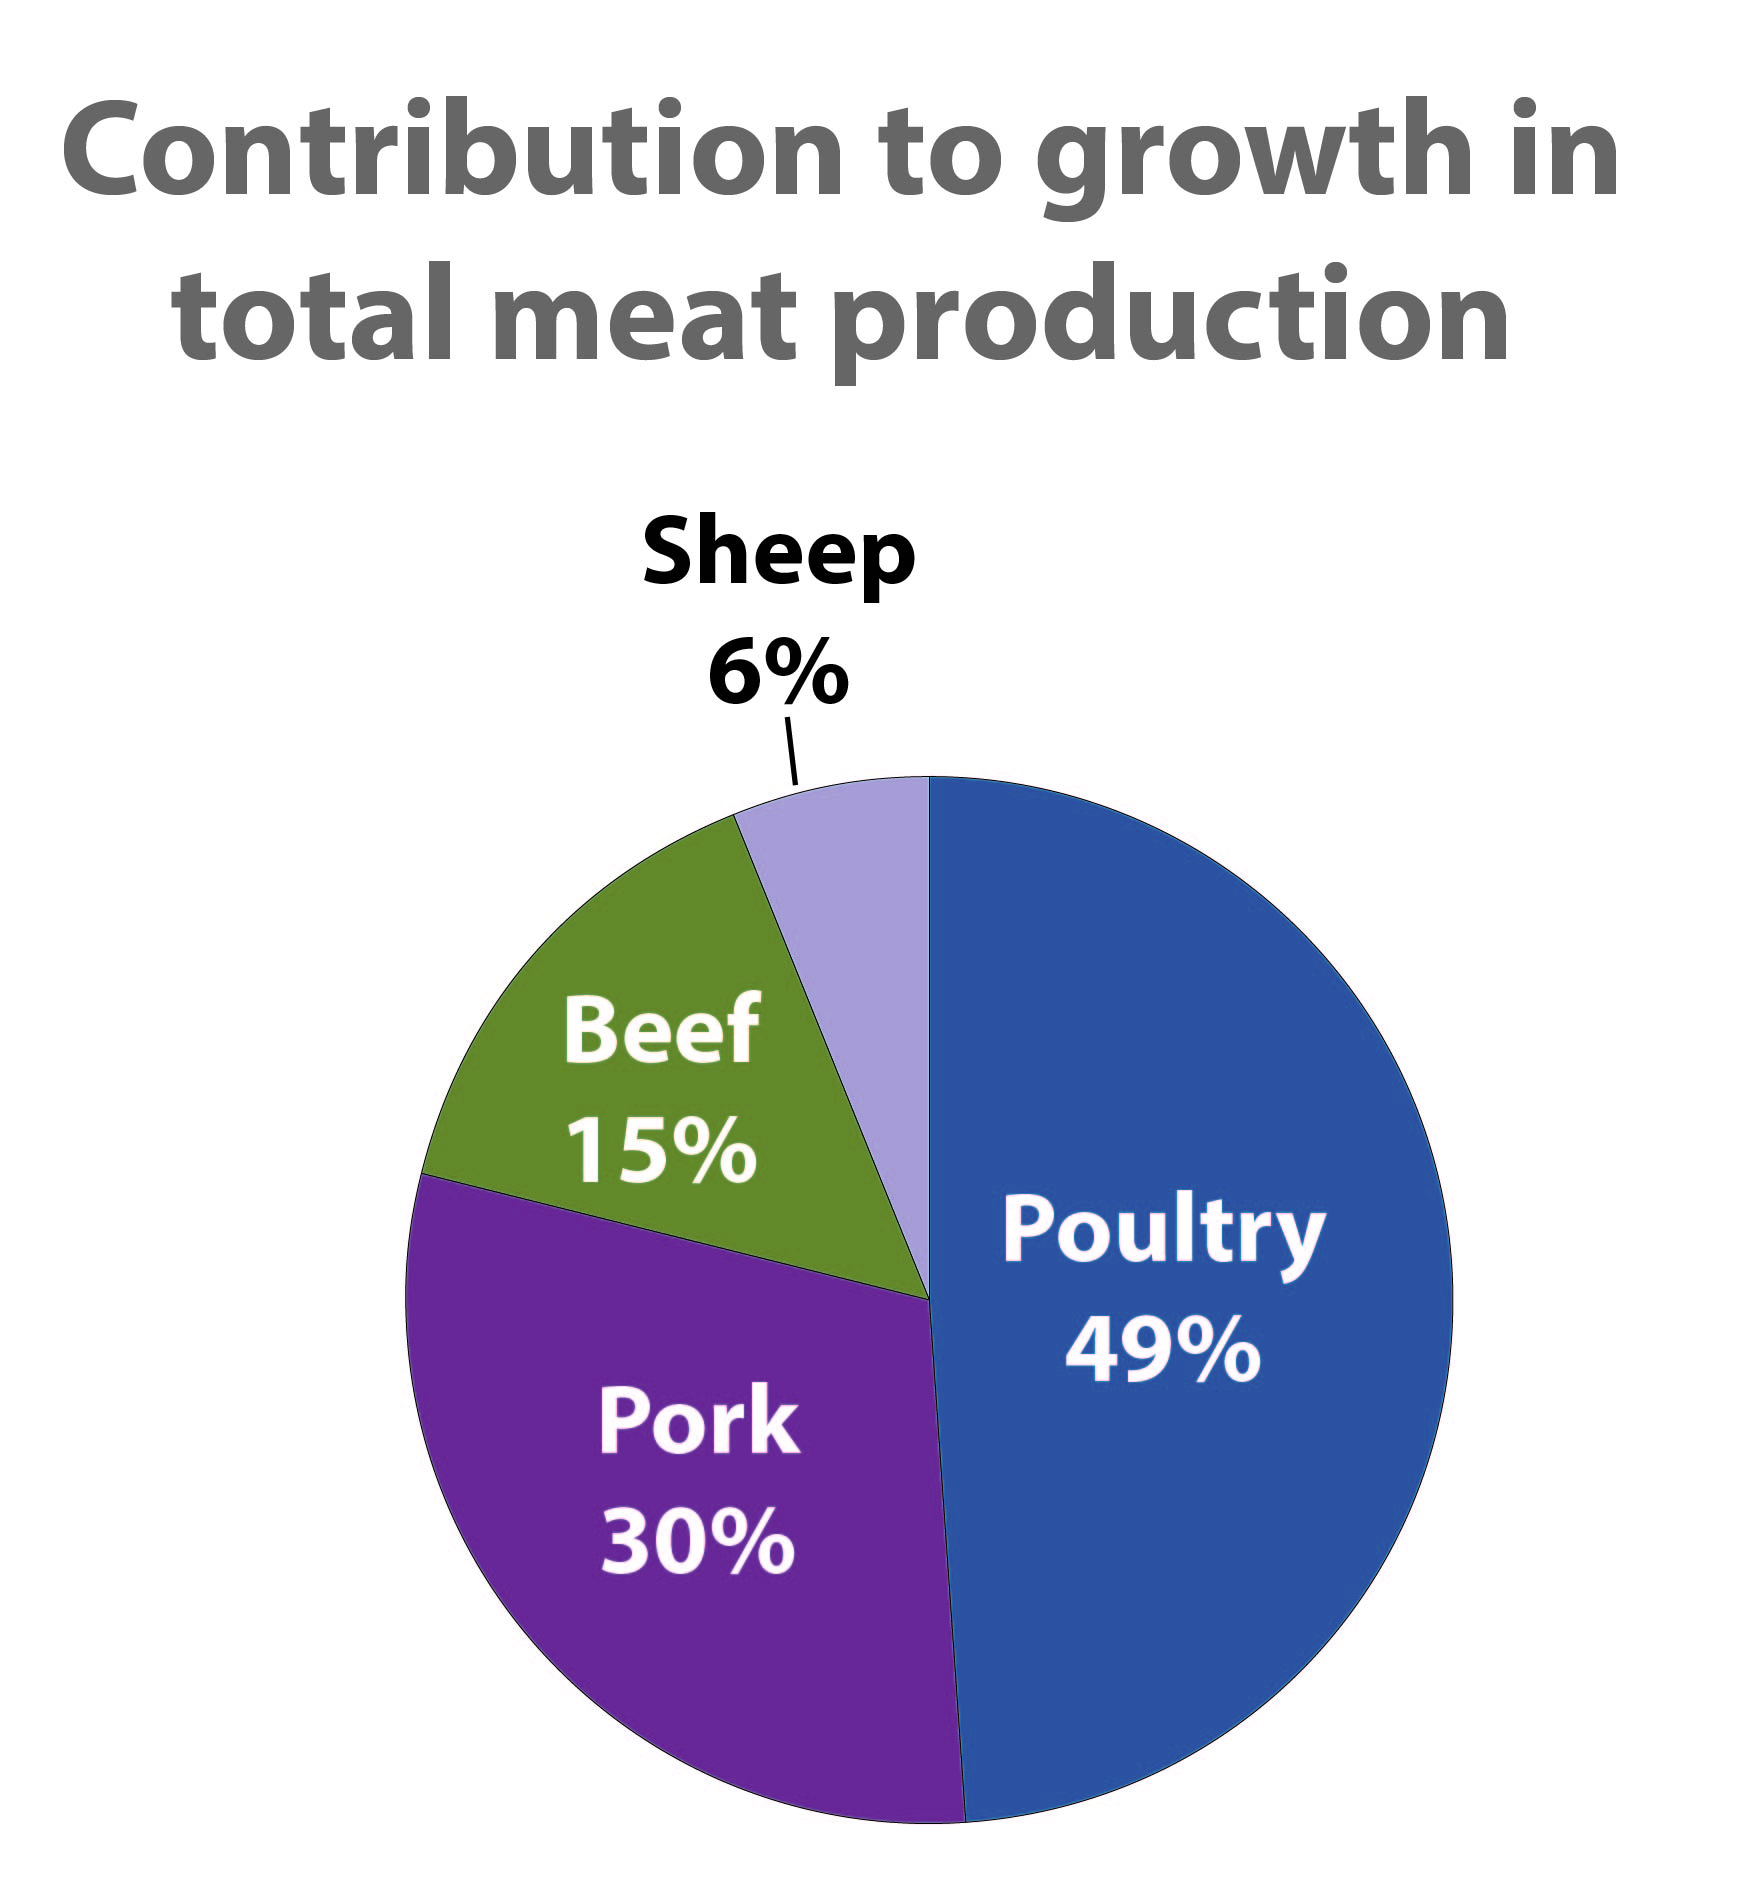 Contribution to growth in
total meat production
Sheep
6%
Beef
15%
Poultry
49%
Pork
30%